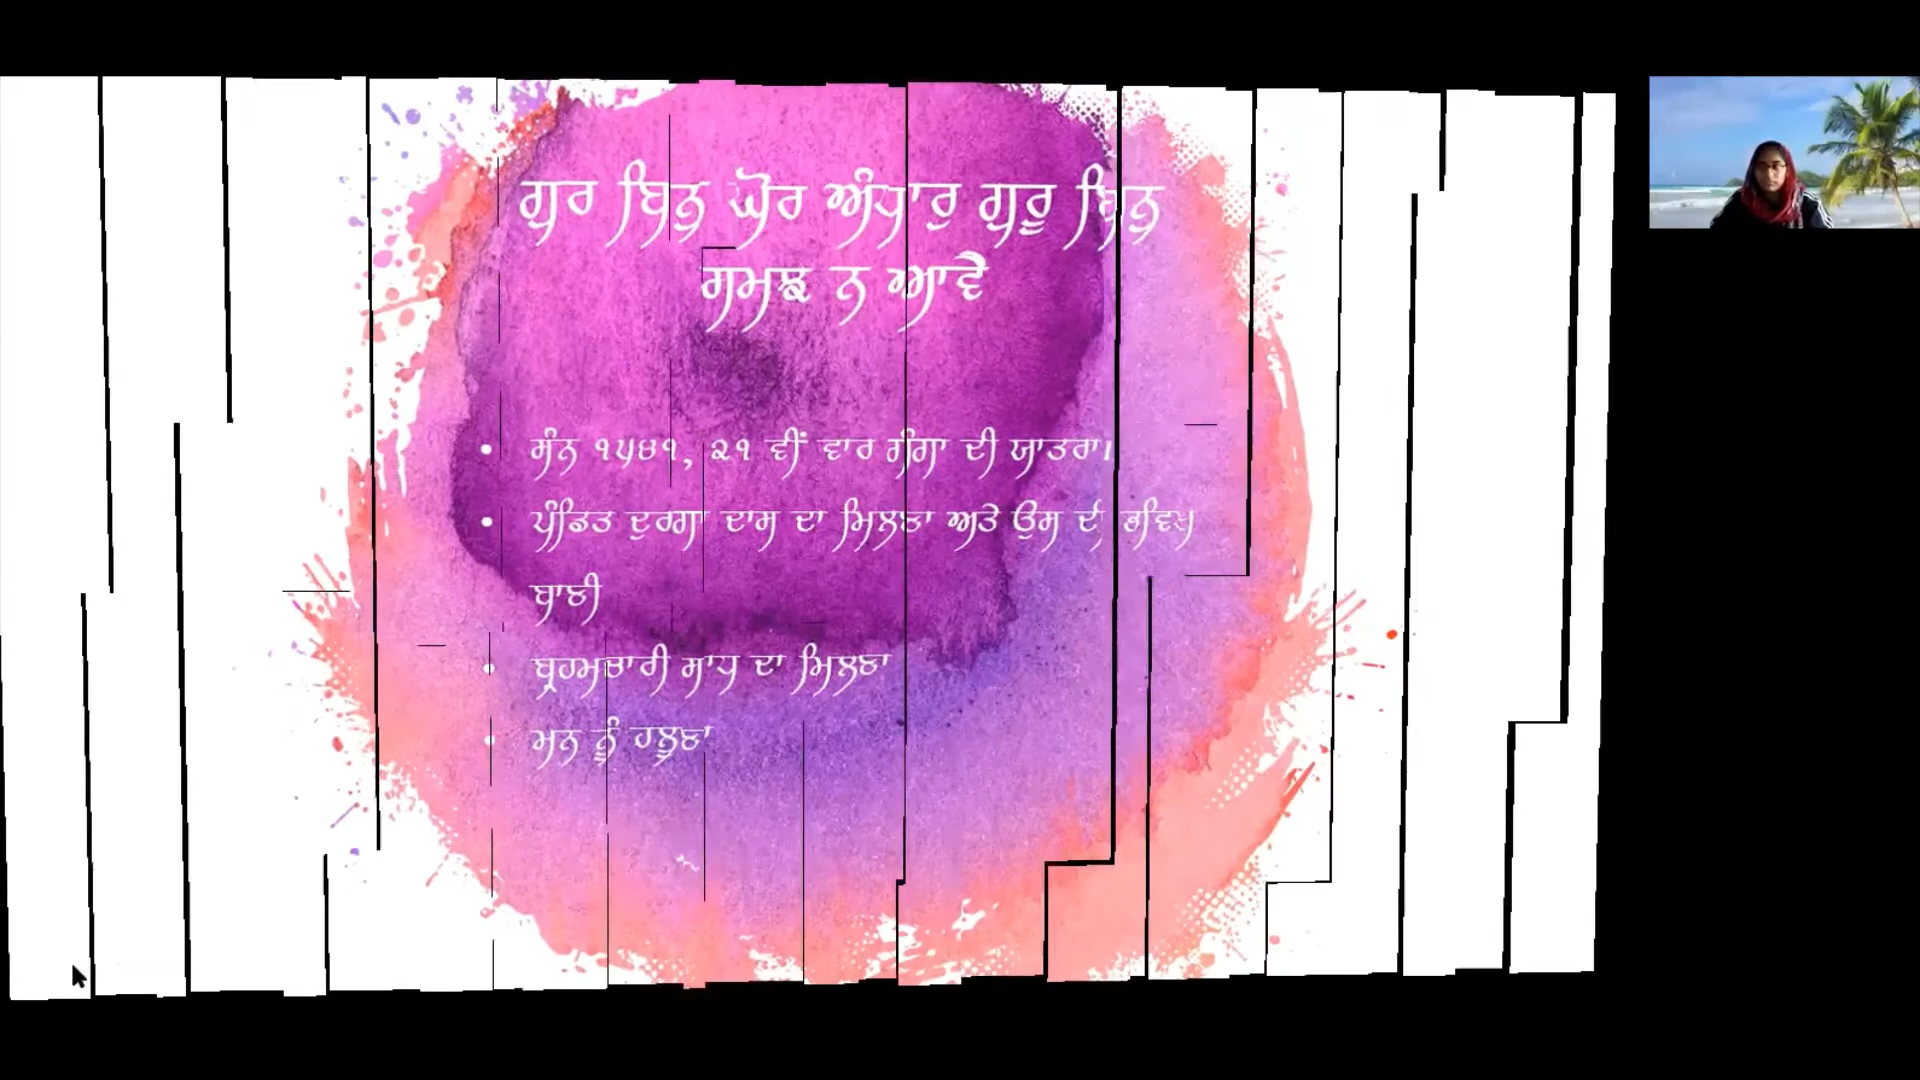 ਗੁਰ ਬਿਨੁ ਘੋਰ ਅੰਧਾਰੁ ਗੁਰੂ ਬਿਨੁ
ਸਮਝ ਨ ਆਵੈ
• ਸੰਨ ੧੫੪੧, ੨੧ ਵੀਂ ਵਾਰ ਗੰਗਾ ਦੀ ਯਾਤਰਾ।
• ਪੰਡਿਤ ਦੁਰਗਾ ਦਾਸ ਦਾ ਮਿਲਣਾ ਅਤੇ ਉਸ ਦੀ ਭਵਿਖ
ਬਾਣੀ
• ਬ੍ਰਹਮਚਾਰੀ ਸਾਧ ਦਾ ਮਿਲਣਾ
• ਮਨ ਨੂੰ ਹਲੂਣਾ